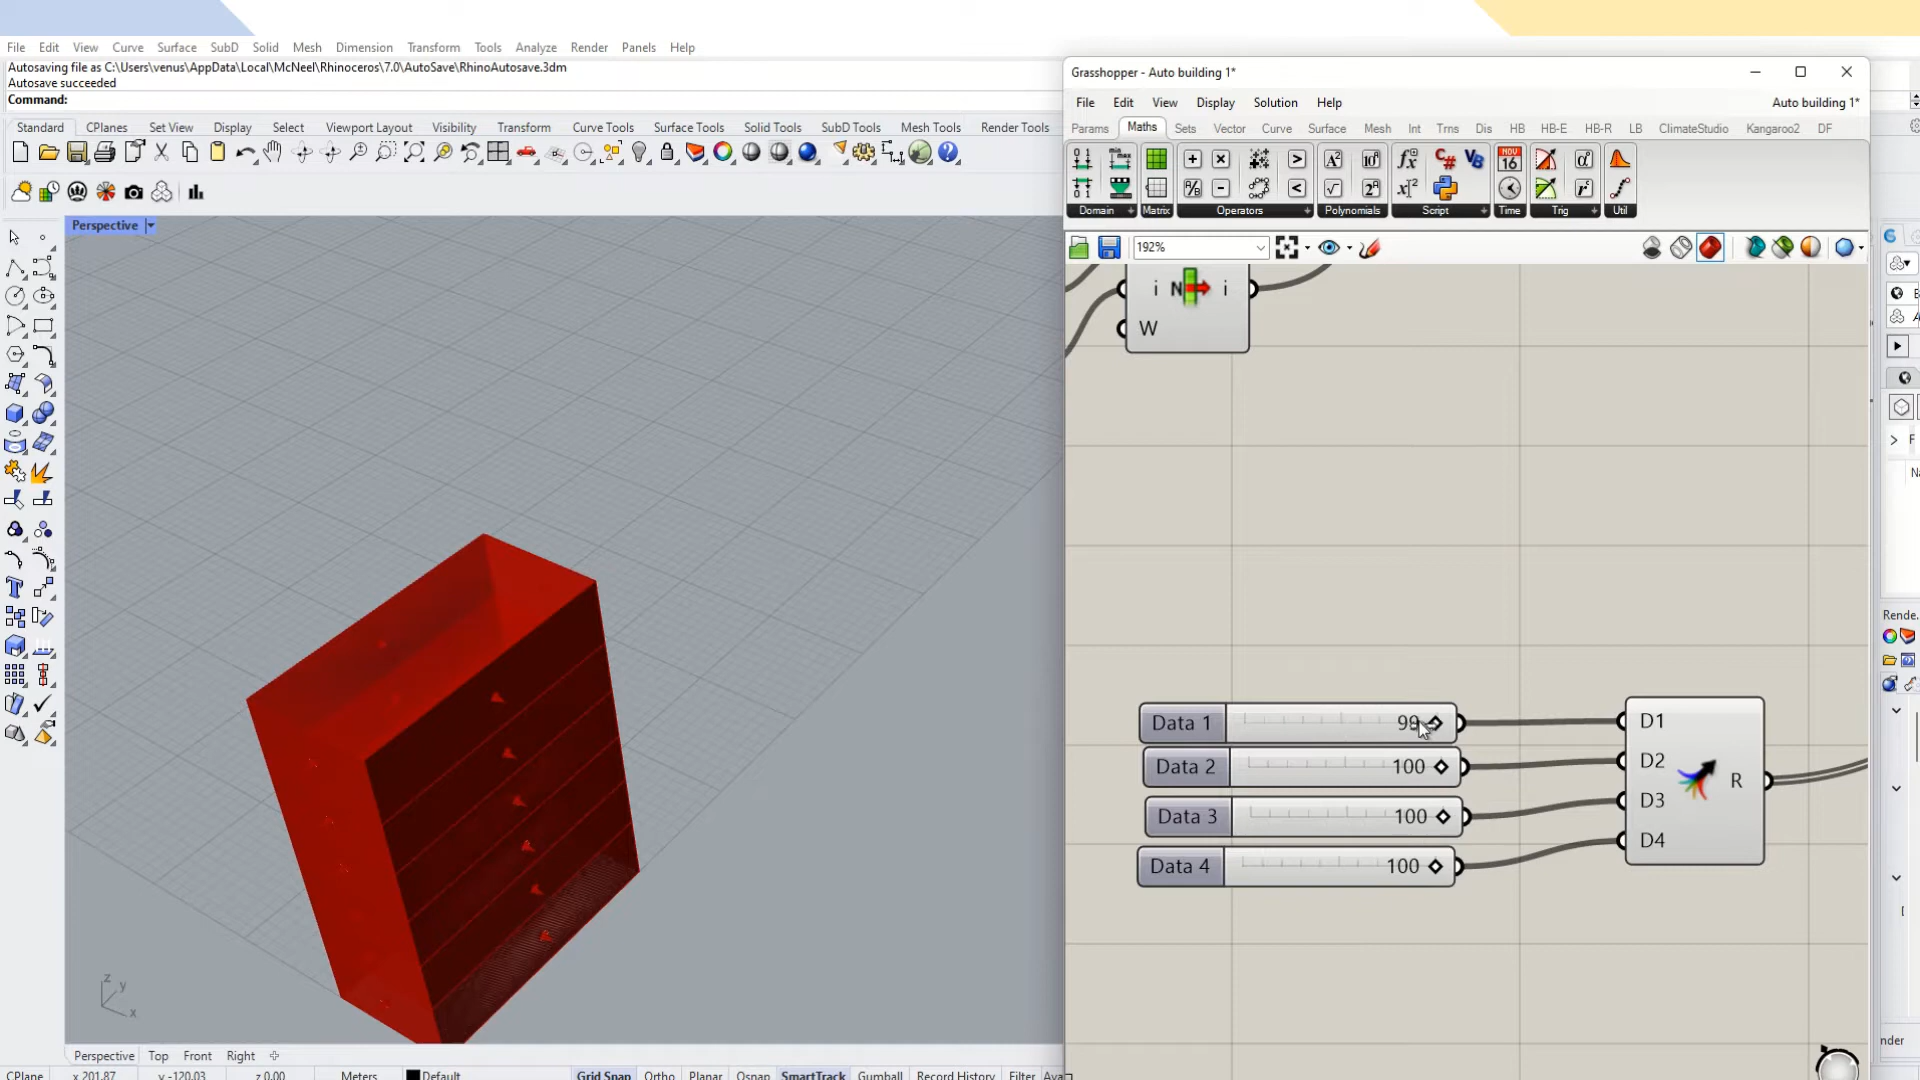 File Edit View Curve Surface SubD Solid Mesh Dimension Transform Tools Analyze Render Panels Help
Autosaving file as C:\Users\venus\AppData\Local\McNeel\Rhinoceros\7.0\AutoSave\RhinoAutosave.3dm
Autosave succeeded
Command:
Standard CPlanes Set View Display Select Viewport Layout Visibility Transform Curve Tools Surface Tools Solid Tools SubD Tools Mesh Tools Render Tools
Perspective
z
y
x
Perspective Top Front Right
CPlane x 201.87 y -120.03 z 0.00 Meters Default Grid Snap Ortho Planar Osnap SmartTrack Gumball Record History Filter
Grasshopper - Auto building 1*
File Edit View Display Solution Help Auto building 1*
Params Maths Sets Vector Curve Surface Mesh Int Trns Dis HB HB-E HB-R LB ClimateStudio Kangaroo2 DF
Domain Matrix Operators Polynomials Script Time Trig Util
192%
i N i
W
Data 1 99
Data 2 100
Data 3 100
Data 4 100
D1
D2
D3
D4
R
Rende.